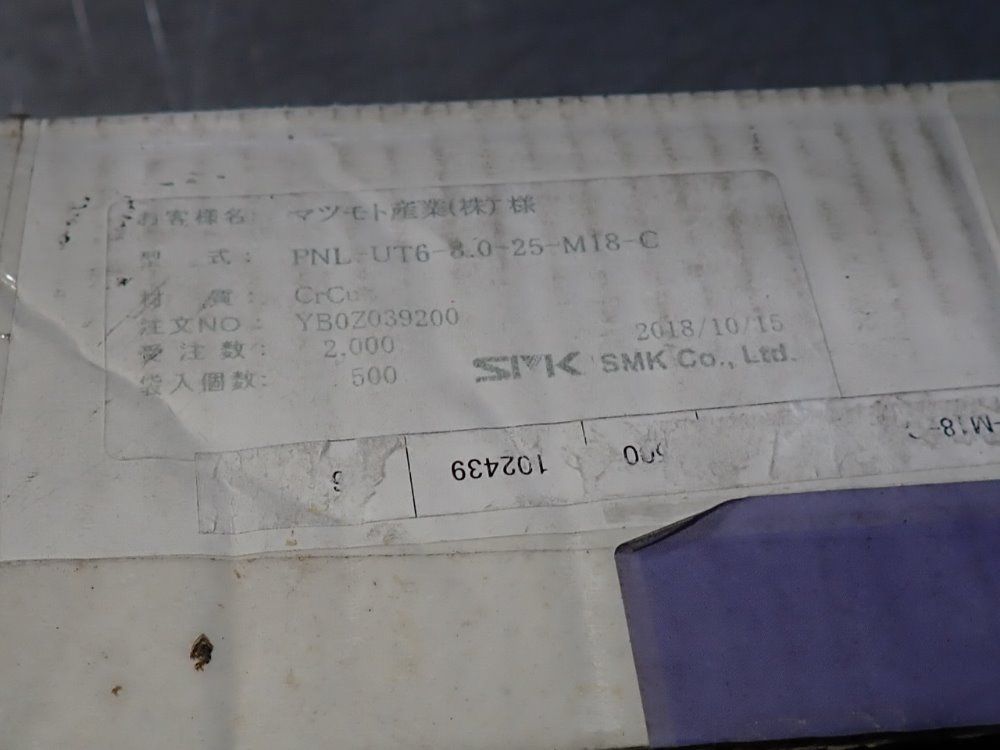 お客様名: マツモト産業(株) 様
型 式: PNL-UT6-8.0-25-M18-C
材 質: CrCu
注文NO: YB0Z039200
2018/10/15
受 注 数: 2,000
SMK SMK Co., Ltd.
袋入個数: 500
-M18-
102439